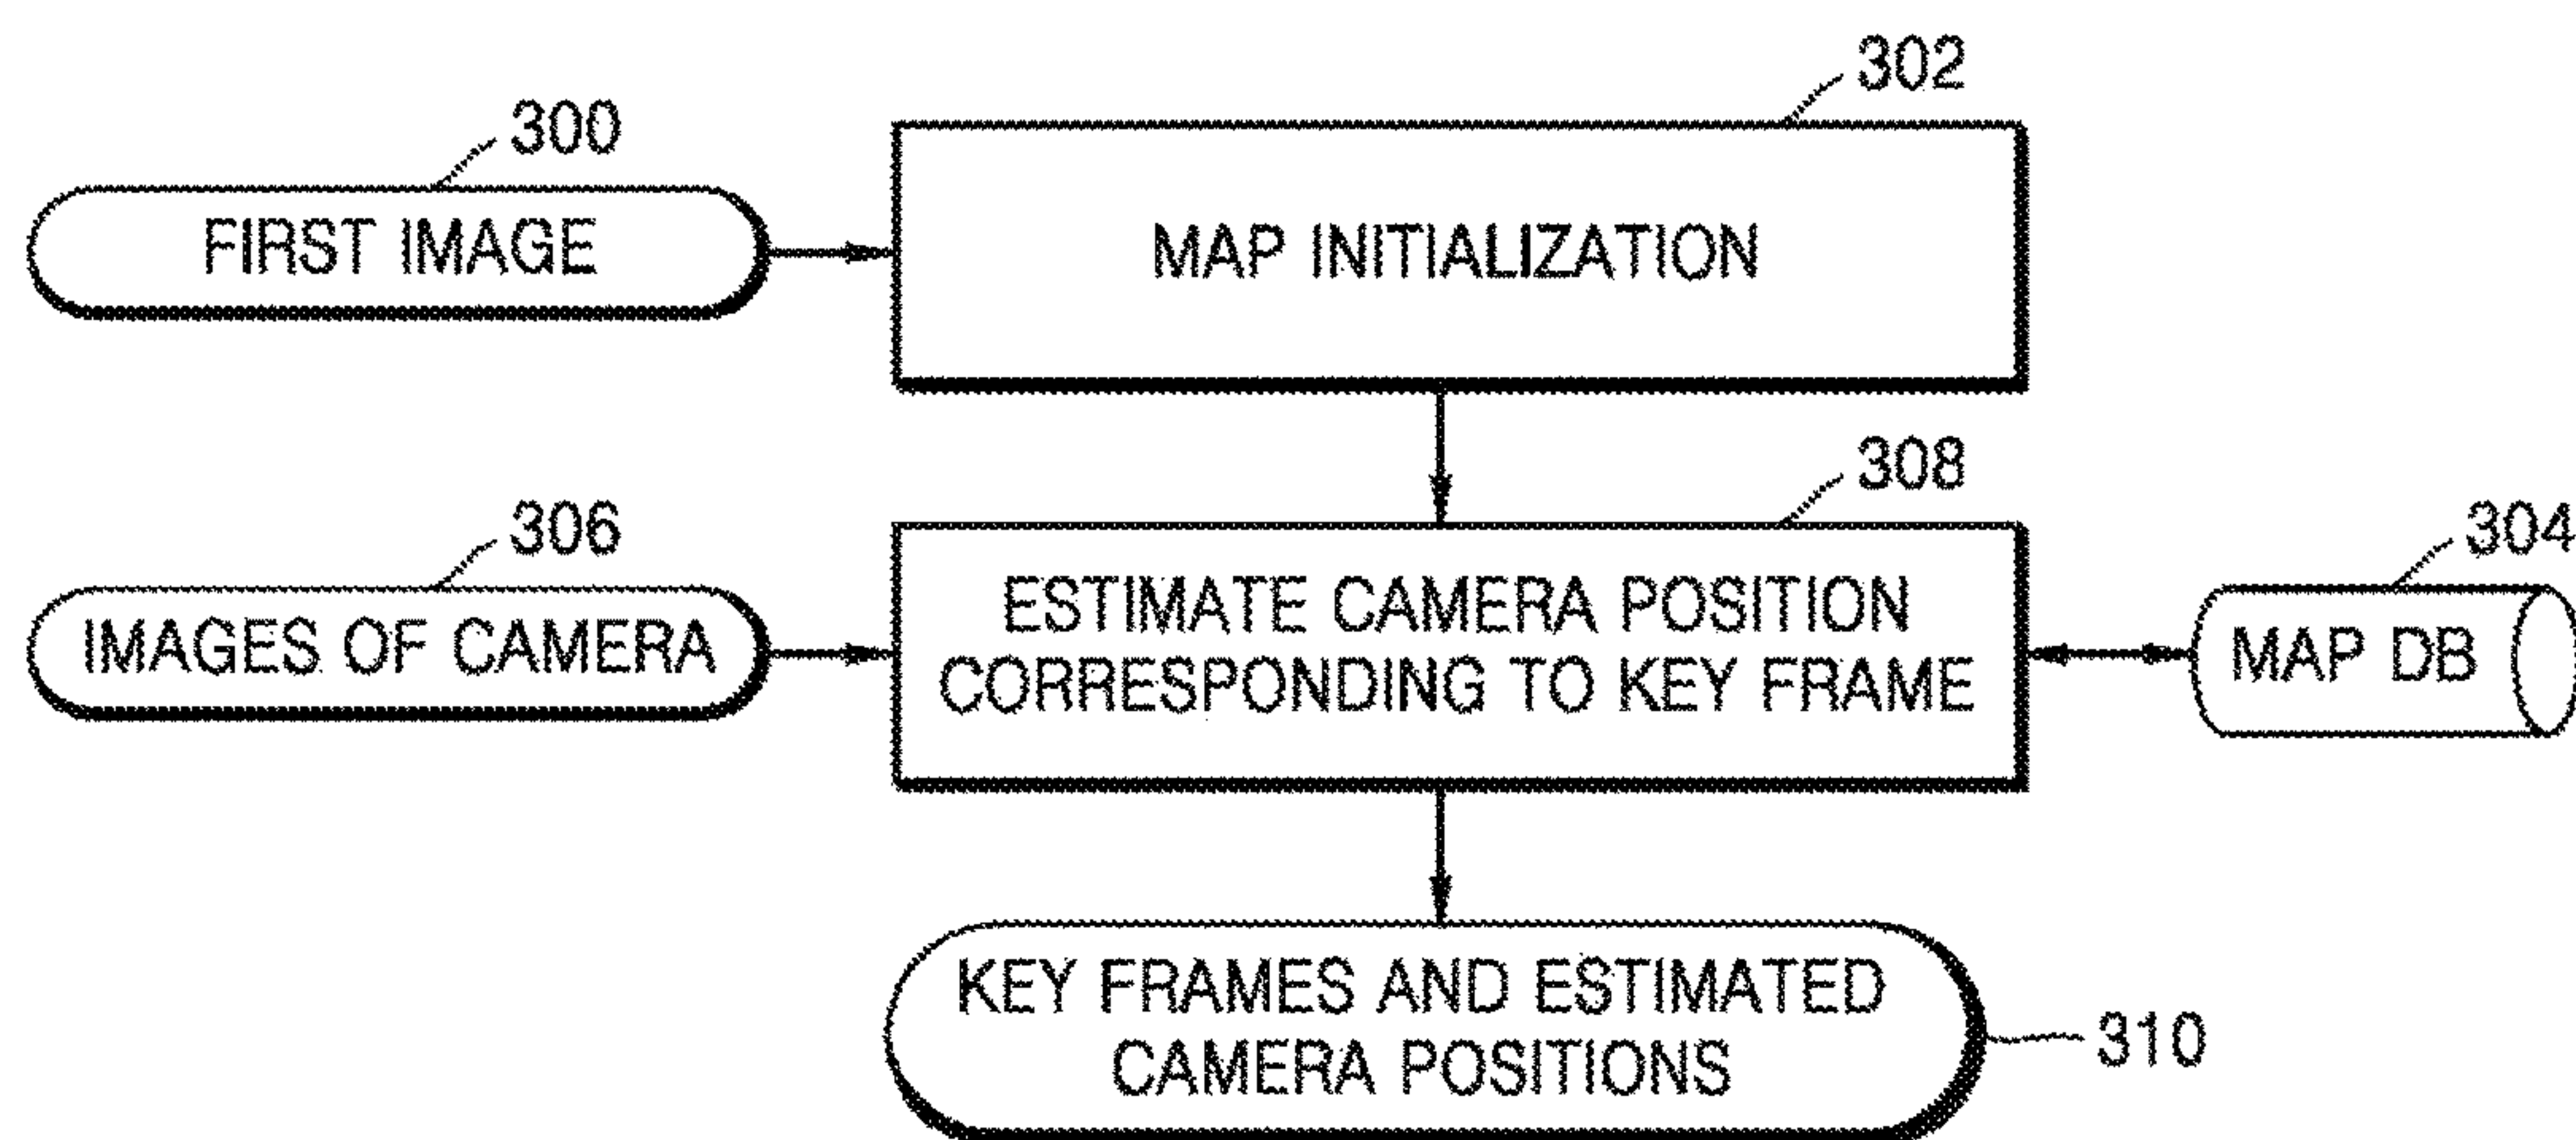 302
300
FIRST IMAGE
MAP INITIALIZATION
308
306
304
IMAGES OF CAMERA
ESTIMATE CAMERA POSITION
CORRESPONDING TO KEY FRAME
MAP DB
KEY FRAMES AND ESTIMATED
CAMERA POSITIONS
310